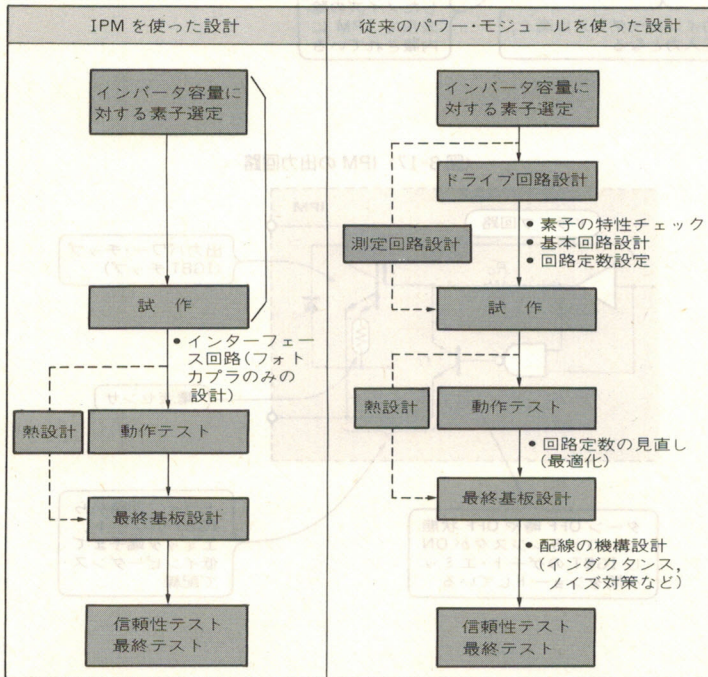 IPMを使った設計
従来のパワー・モジュールを使った設計
インバータ容量に
対する素子選定
試 作
• インターフェー
ス回路(フォト
カプラのみの
設計)
熱設計
動作テスト
最終基板設計
信頼性テスト
最終テスト
インバータ容量に
対する素子選定
ドライブ回路設計
• 素子の特性チェック
• 基本回路設計
• 回路定数設定
測定回路設計
試 作
熱設計
動作テスト
• 回路定数の見直し
(最適化)
最終基板設計
• 配線の機構設計
(インダクタンス,
ノイズ対策など)
信頼性テスト
最終テスト